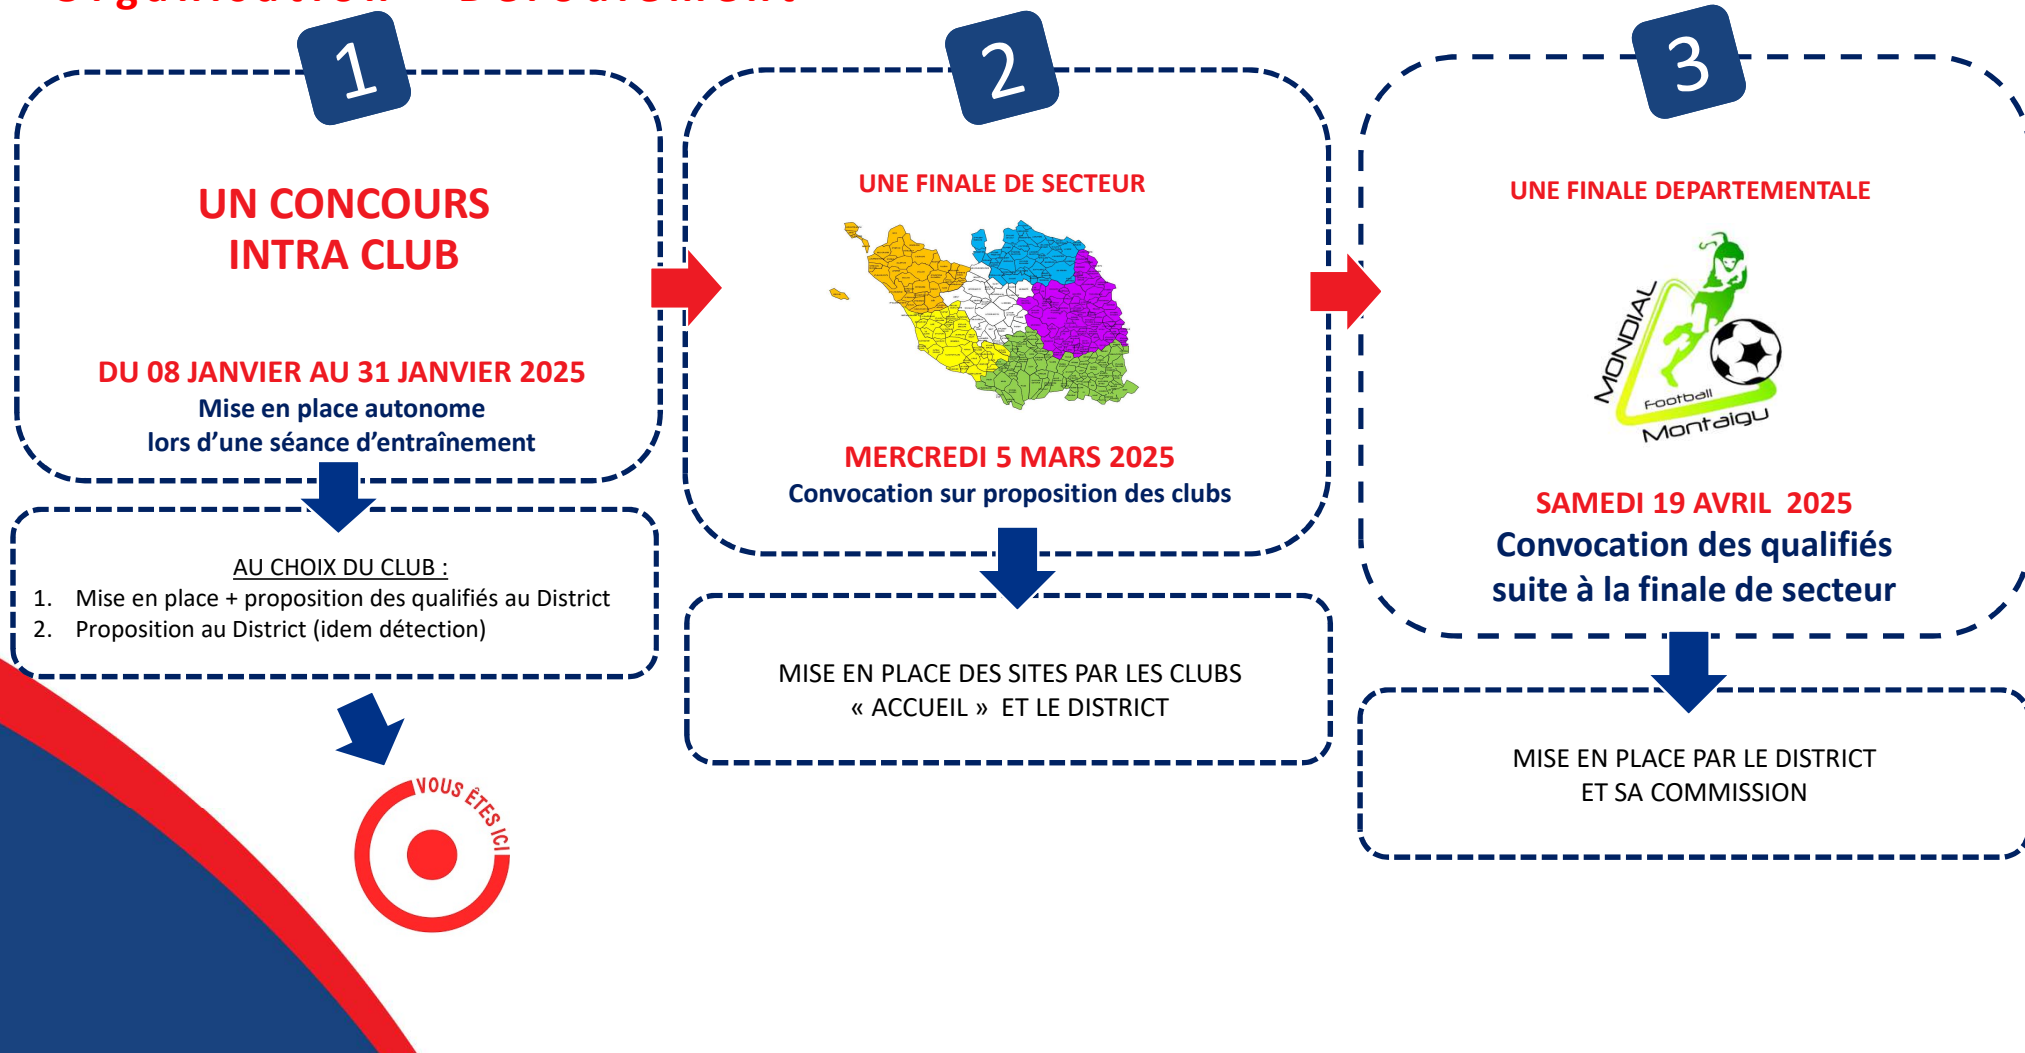 Organisation - Déroulement
1
UN CONCOURS
INTRA CLUB
DU 08 JANVIER AU 31 JANVIER 2025
Mise en place autonome
lors d'une séance d'entraînement
AU CHOIX DU CLUB :
1. Mise en place + proposition des qualifiés au District
2. Proposition au District (idem détection)
VOUS ÊTES ICI
2
UNE FINALE DE SECTEUR
MERCREDI 5 MARS 2025
Convocation sur proposition des clubs
MISE EN PLACE DES SITES PAR LES CLUBS
« ACCUEIL » ET LE DISTRICT
3
UNE FINALE DEPARTEMENTALE
MONDIAL
Football
Montaigu
SAMEDI 19 AVRIL 2025
Convocation des qualifiés
suite à la finale de secteur
MISE EN PLACE PAR LE DISTRICT
ET SA COMMISSION